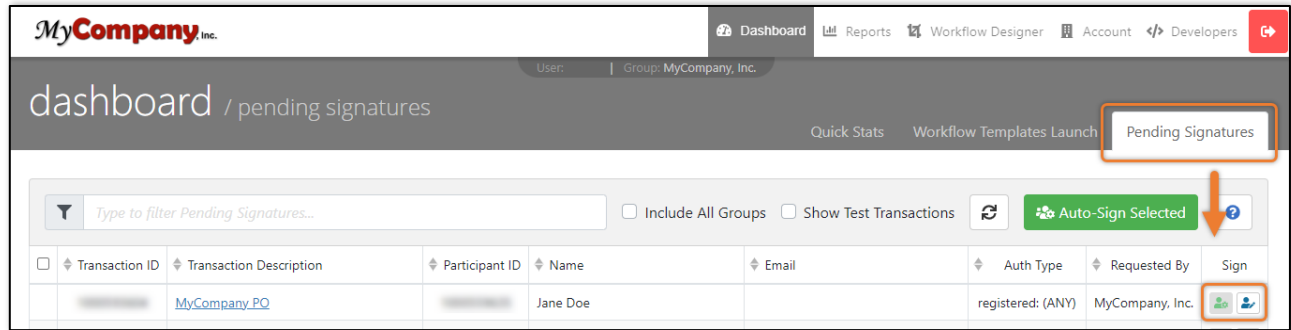 MyCompany, Inc.
Dashboard Reports Workflow Designer Account Developers
User: | Group: MyCompany, Inc.
dashboard / pending signatures
Quick Stats Workflow Templates Launch Pending Signatures
Type to filter Pending Signatures... Include All Groups Show Test Transactions Auto-Sign Selected
Transaction ID Transaction Description Participant ID Name Email Auth Type Requested By Sign
MyCompany PO Jane Doe registered: (ANY) MyCompany, Inc.